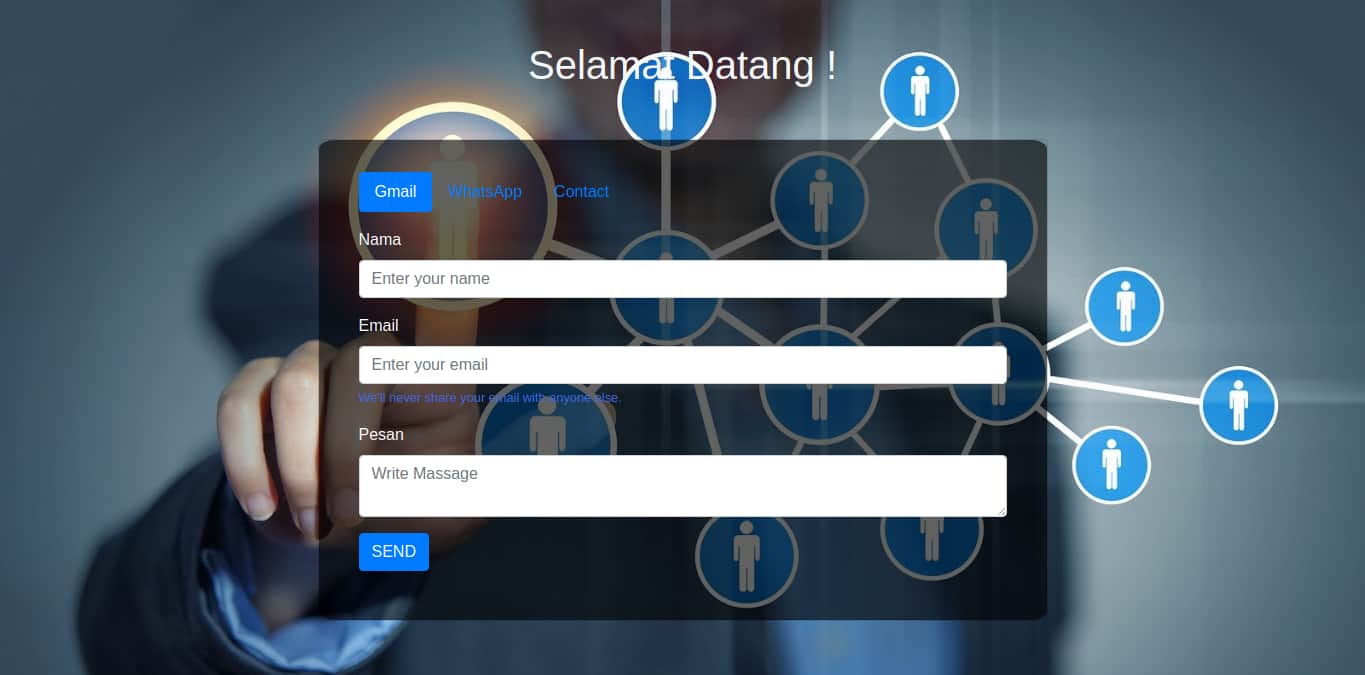 Selamat Datang !
Gmail WhatsApp Contact
Nama
Enter your name
Email
Enter your email
We'll never share your email with anyone else.
Pesan
Write Massage
SEND